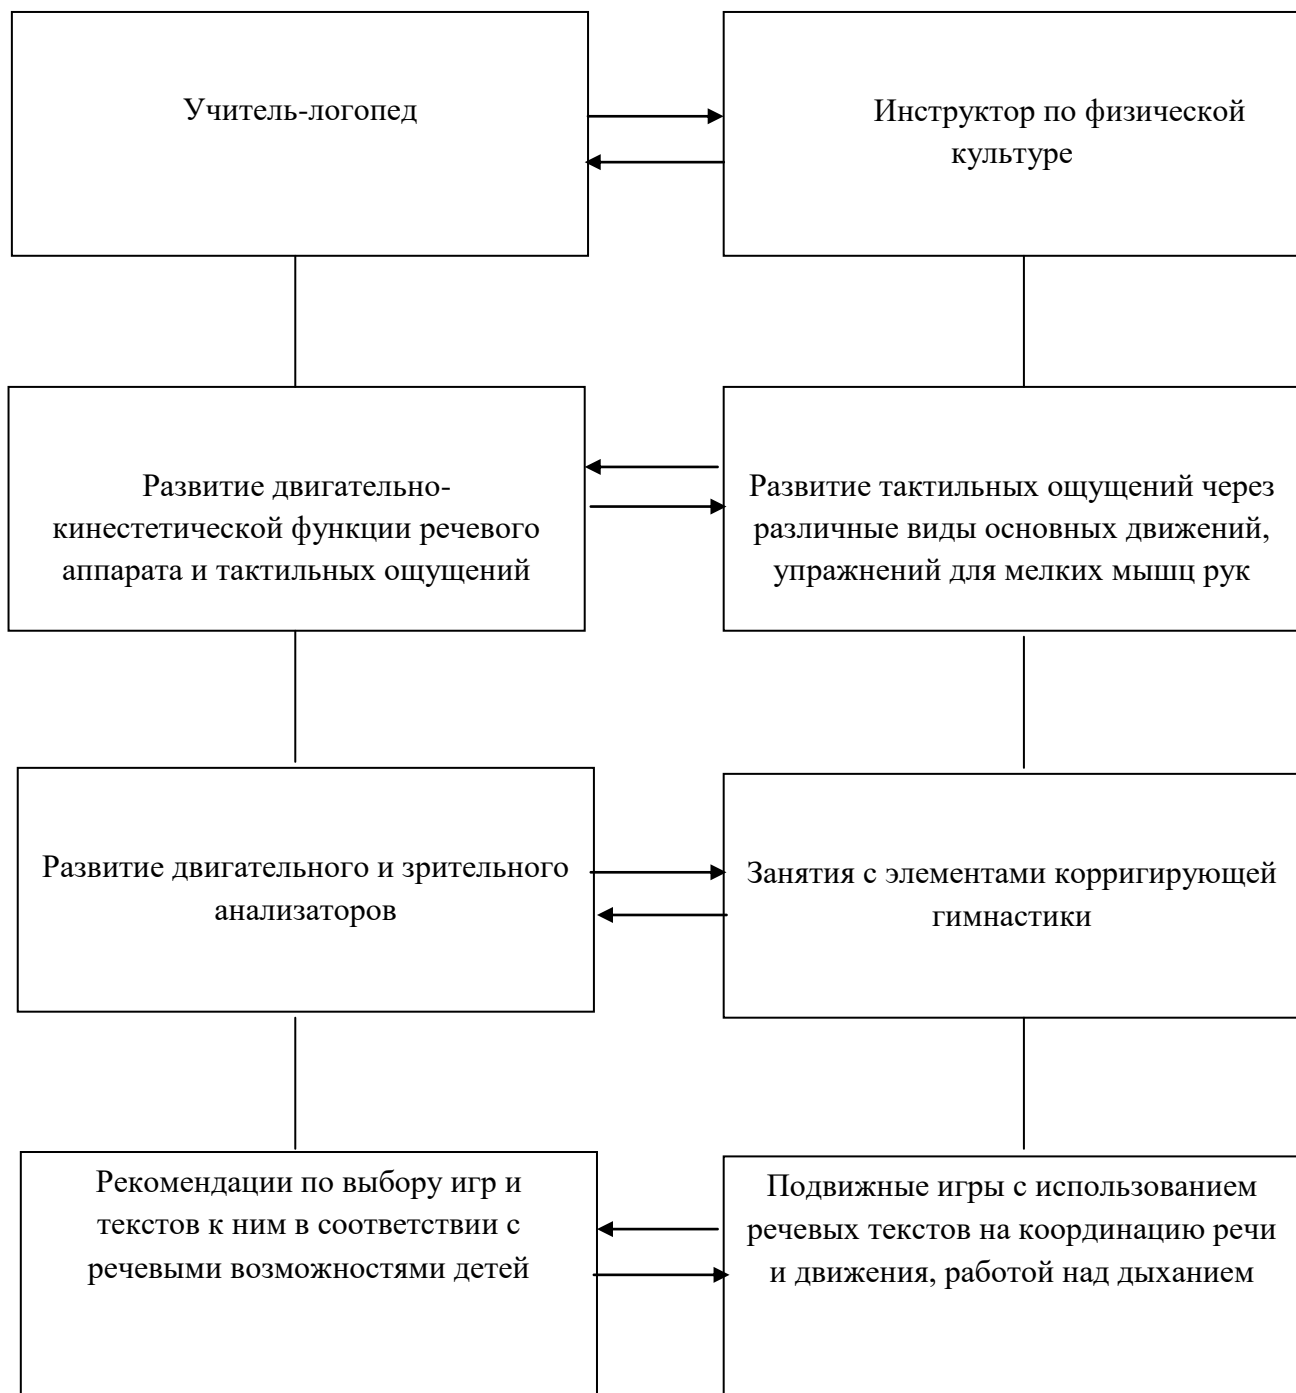 Учитель-логопед
Инструктор по физической
культуре
Развитие двигательно-
кинестетической функции речевого
аппарата и тактильных ощущений
Развитие тактильных ощущений через
различные виды основных движений,
упражнений для мелких мышц рук
Развитие двигательного и зрительного
анализаторов
Занятия с элементами корригирующей
гимнастики
Рекомендации по выбору игр и
текстов к ним в соответствии с
речевыми возможностями детей
Подвижные игры с использованием
речевых текстов на координацию речи
и движения, работой над дыханием